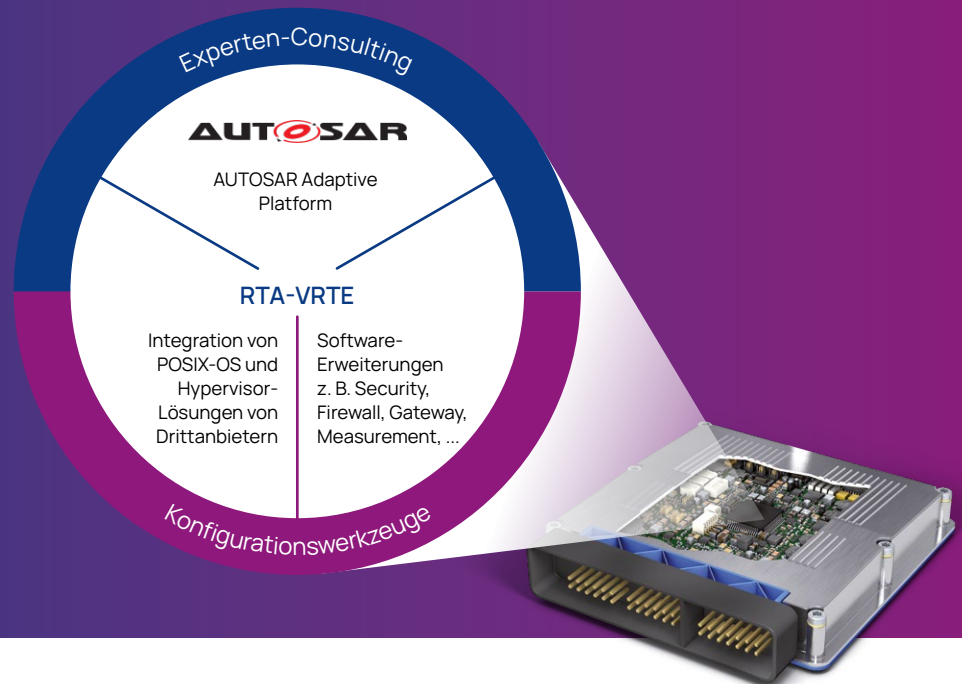 Experten-Consulting
AUTOSAR
AUTOSAR Adaptive
Platform
RTA-VRTE
Integration von
POSIX-OS und
Hypervisor-
Lösungen von
Drittanbietern
Software-
Erweiterungen
z. B. Security,
Firewall, Gateway,
Measurement, ...
Konfigurationswerkzeuge